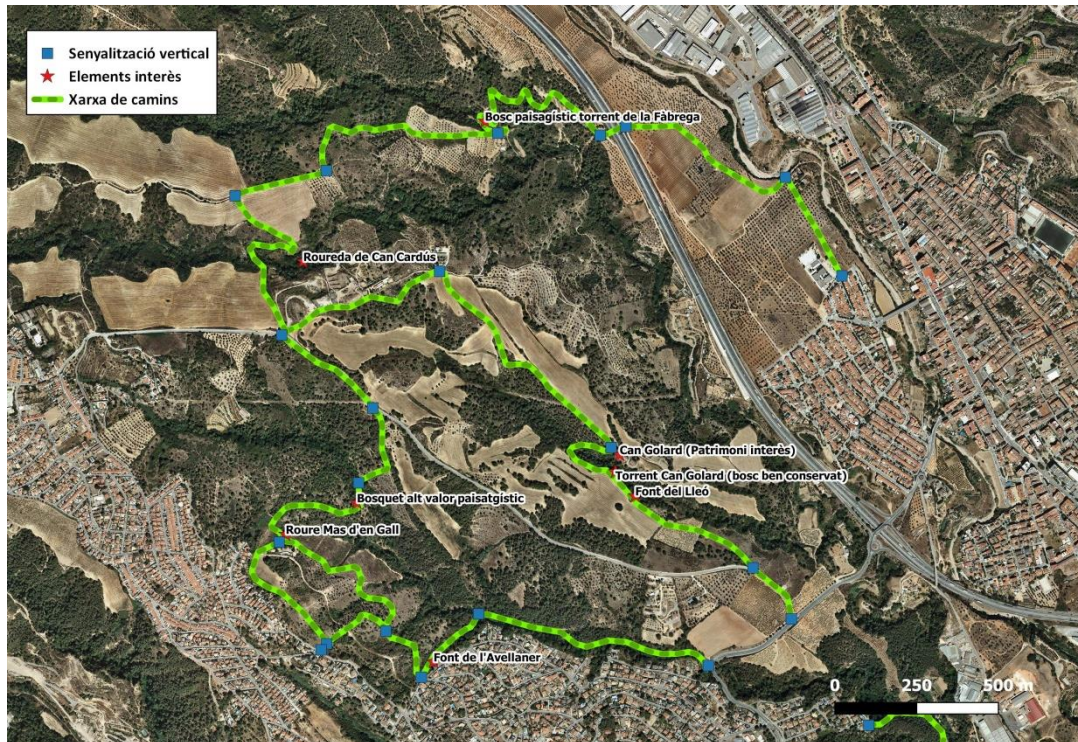 Senyalització vertical
Elements interès
Xarxa de camins
Bosc paisagístic torrent de la Fàbrega
Roureda de Can Cardús
Can Golard (Patrimoni interès)
Torrent Can Golard (bosc ben conservat)
Font del Lleó
Bosquet alt valor paisatgístic
Roure Mas d'en Gall
Font de l'Avellaner
0 250 500 m